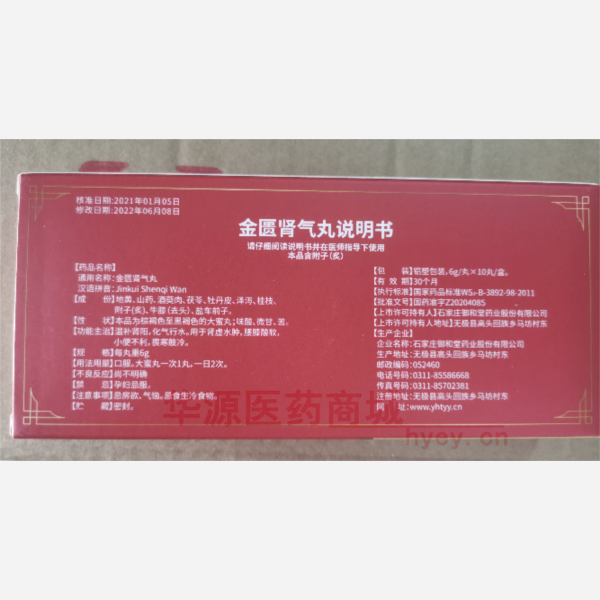 核准日期:2021年01月05日
修改日期:2022年06月08日
金匮肾气丸说明书
请仔细阅读说明书并在医师指导下使用
本品含附子(炙)
【药品名称】
通用名称:金匮肾气丸
汉语拼音:Jinkui Shenqi Wan
【成 份】地黄、山药、酒萸肉、茯苓、牡丹皮、泽泻、桂枝、
附子(炙)、牛膝(去头)、盐车前子。
【性 状】本品为棕褐色至黑褐色的大蜜丸;味酸、微甘、苦。
【功能主治】温补肾阳,化气行水。用于肾虚水肿,腰膝酸软,
小便不利,畏寒肢冷。
【规 格】每丸重6g
【用法用量】口服。大蜜丸一次1丸,一日2次。
【不良反应】尚不明确
【禁 忌】孕妇忌服。
【注意事项】忌房欲、气恼。忌食生冷食物。
【贮 藏】密封。
【包 装】铝塑包装,6g/丸×10丸/盒。
【有 效 期】30个月
【执行标准】国家药品标准WS₃-B-3892-98-2011
【批准文号】国药准字Z20204085
【上市许可持有人】石家庄御和堂药业股份有限公司
【上市许可持有人地址】无极县高头回族乡马坊村东
【生产企业】
企业名称:石家庄御和堂药业股份有限公司
生产地址:无极县高头回族乡马坊村东
邮政编码:052460
电话号码:0311-85586668
传真号码:0311-85702381
注册地址:无极县高头回族乡马坊村东
网 址:www.yhtyy.cn
华源医药商城
hyey.cn